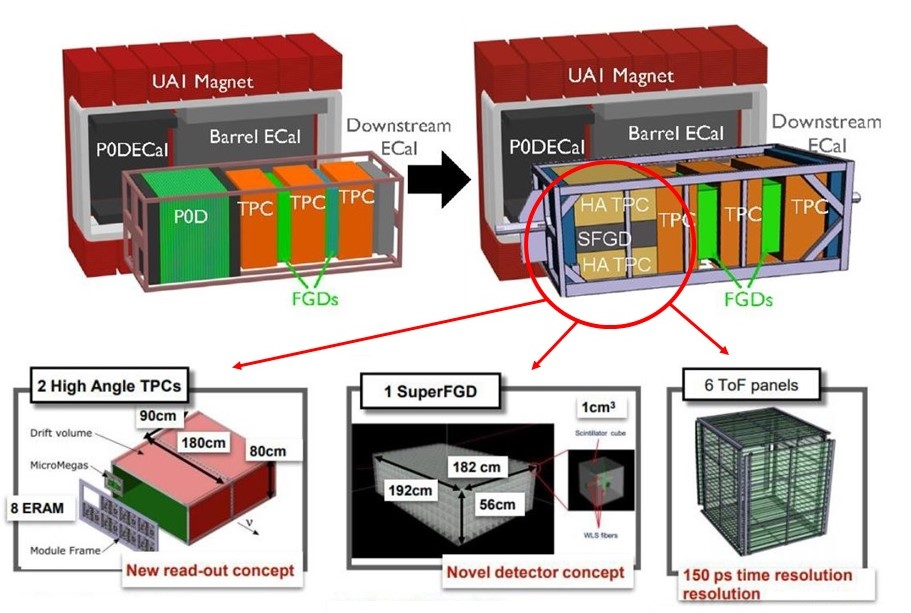 UA1 Magnet
P0DECal
Barrel ECal
Downstream
ECal
P0D
TPC
TPC
TPC
FGDs
UA1 Magnet
P0DECal
Barrel ECal
Downstream
ECal
HA TPC
SFGD
HA TPC
TPC
TPC
TPC
FGDs
2 High Angle TPCs
90cm
180cm
80cm
Drift volume
MicroMegas
8 ERAM
Module Frame
ν
New read-out concept
1 SuperFGD
1cm³
Scintillator cube
182 cm
192cm
56cm
WLS fibers
Novel detector concept
6 ToF panels
150 ps time resolution
resolution